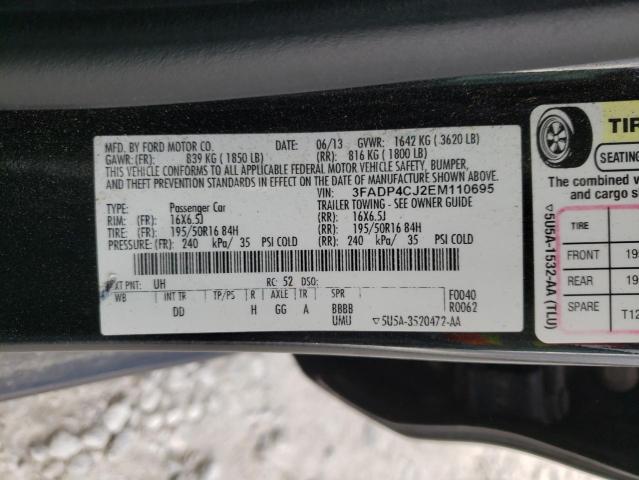 MFD. BY FORD MOTOR CO. DATE: 06/13 GVWR: 1642 KG ( 3620 LB)
GAWR: (FR): 839 KG ( 1850 LB) (RR): 816 KG ( 1800 LB)
THIS VEHICLE CONFORMS TO ALL APPLICABLE
FEDERAL MOTOR VEHICLE SAFETY, BUMPER,
AND THEFT PREVENTION STANDARDS IN EFFECT ON THE
DATE OF MANUFACTURE SHOWN ABOVE.
VIN: 3FADP4CJ2EM110695
TYPE: Passenger Car TRAILER TOWING - SEE OWNER GUIDE
RIM: (FR): 16X6.5J (RR): 16X6.5J
TIRE: (FR): 195/50R16 84H (RR): 195/50R16 84H
PRESSURE: (FR): 240 kPa/ 35 PSI COLD (RR): 240 kPa/ 35 PSI COLD
EXT PNT: UH RC: 52 DSO:
WB INT TR TP/PS R AXLE TR SPR F0040
DD H GG A BBBB R0062
UMU ▽5U5A-3520472-AA
TIR
SEATING
The combined w
and cargo sh
▽5U5A-1532-AA (TLU)
TIRE
FRONT 19
REAR 19
SPARE T12